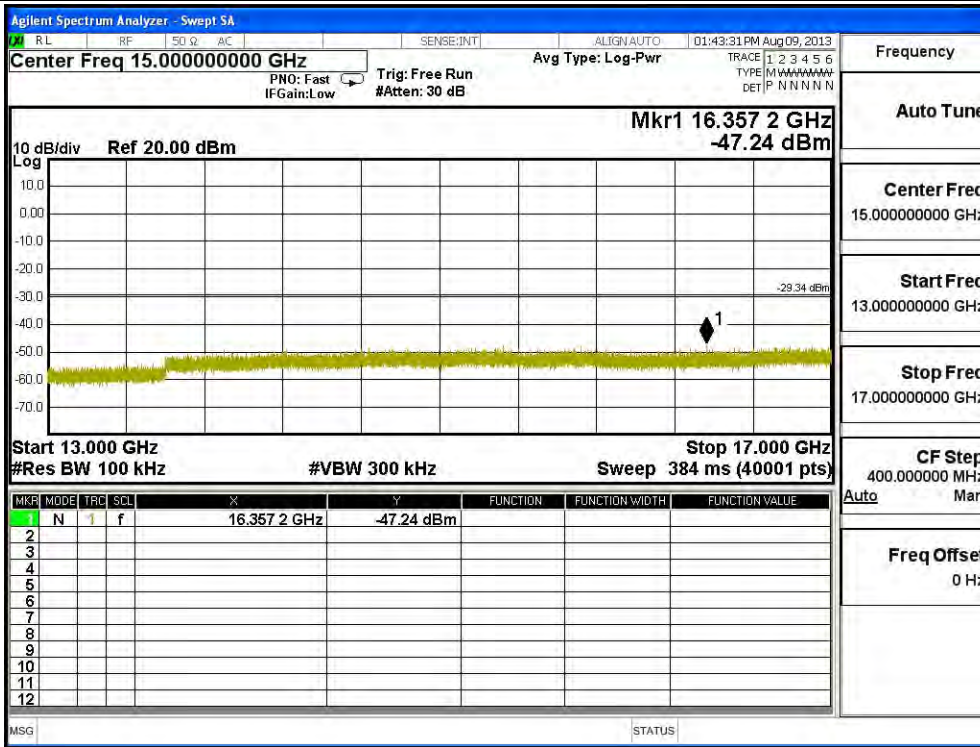 Agilent Spectrum Analyzer - Swept SA
RL RF 50 Ω AC SENSE:INT ALIGN AUTO 01:43:31 PM Aug 09, 2013
Center Freq 15.000000000 GHz
PNO: Fast
IFGain:Low
Trig: Free Run
#Atten: 30 dB
Avg Type: Log-Pwr
TRACE 1 2 3 4 5 6
TYPE M
DET P N N N N N
Mkr1 16.357 2 GHz
-47.24 dBm
10 dB/div Ref 20.00 dBm
Log
10.0
0.00
-10.0
-20.0
-30.0
-40.0
-50.0
-60.0
-70.0
-29.34 dBm
1
Start 13.000 GHz Stop 17.000 GHz
#Res BW 100 kHz #VBW 300 kHz Sweep 384 ms (40001 pts)
MKR MODE TRC SCL X Y FUNCTION FUNCTION WIDTH FUNCTION VALUE
1 N 1 f 16.357 2 GHz -47.24 dBm
2
3
4
5
6
7
8
9
10
11
12
MSG STATUS
Frequency
Auto Tune
Center Freq
15.000000000 GHz
Start Freq
13.000000000 GHz
Stop Freq
17.000000000 GHz
CF Step
400.000000 MHz
Auto Man
Freq Offset
0 Hz